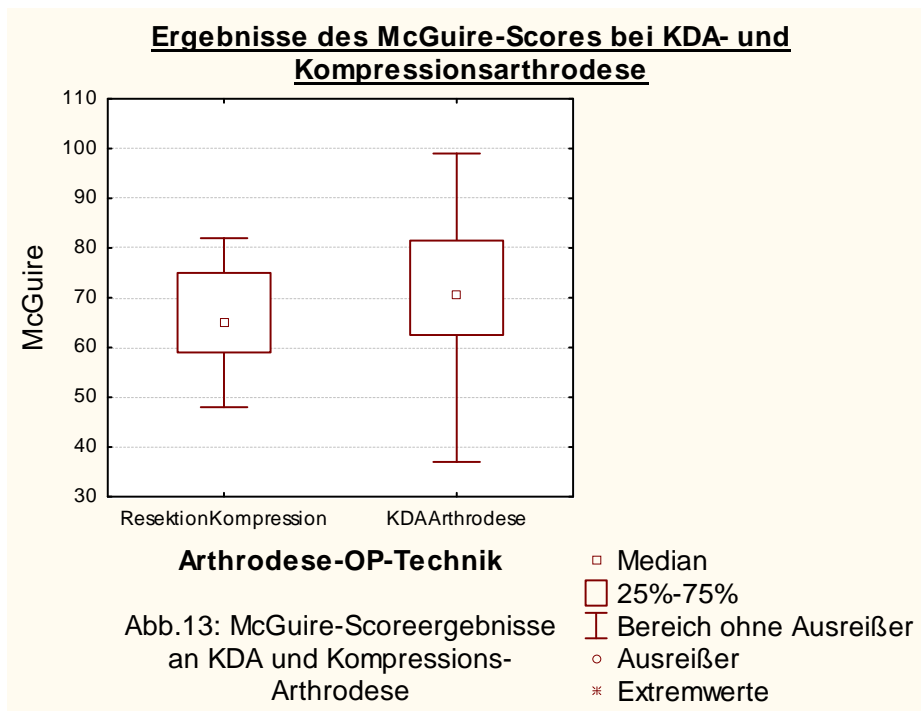 Ergebnisse des McGuire-Scores bei KDA- und
Kompressionsarthrodese
110
100
90
80
70
60
50
40
30
McGuire
ResektionKompression
KDAArthrodese
Arthrodese-OP-Technik
Median
25%-75%
Bereich ohne Ausreißer
Ausreißer
Extremwerte
Abb.13: McGuire-Scoreergebnisse
an KDA und Kompressions-
Arthrodese